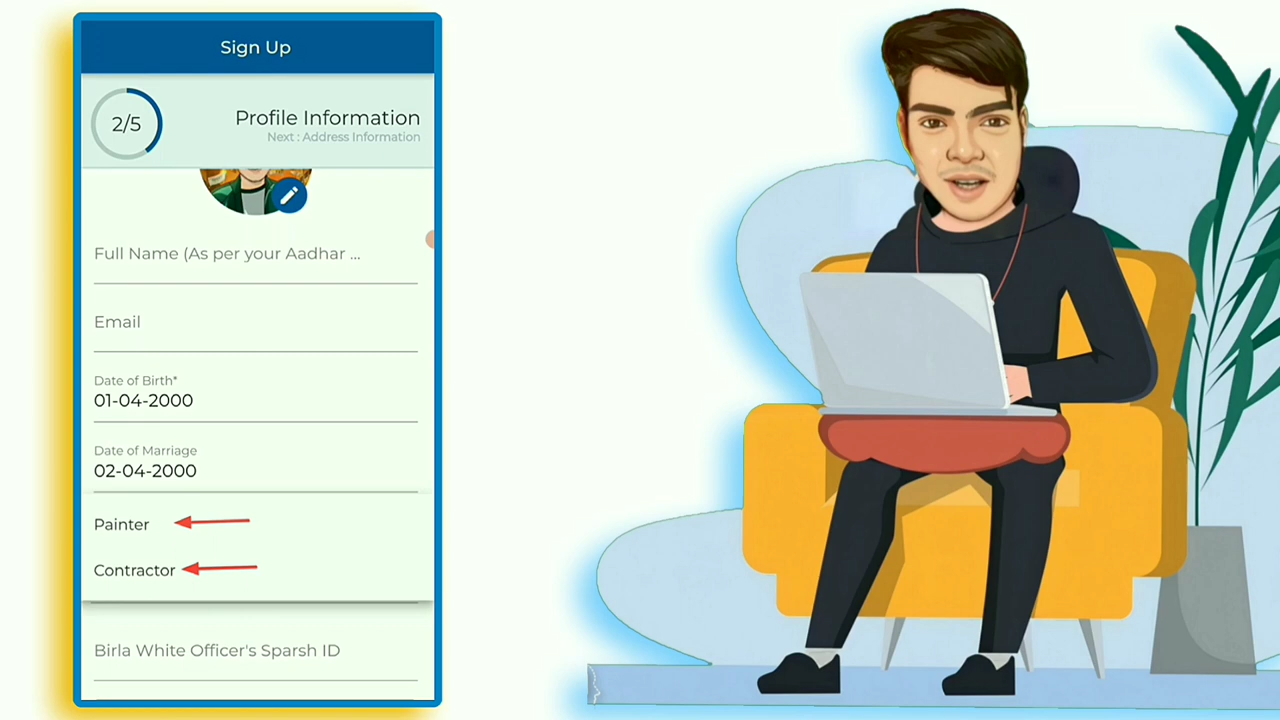 Sign Up
2/5
Profile Information
Next : Address Information
Full Name (As per your Aadhar ...
Email
Date of Birth*
01-04-2000
Date of Marriage
02-04-2000
Painter
Contractor
Birla White Officer's Sparsh ID